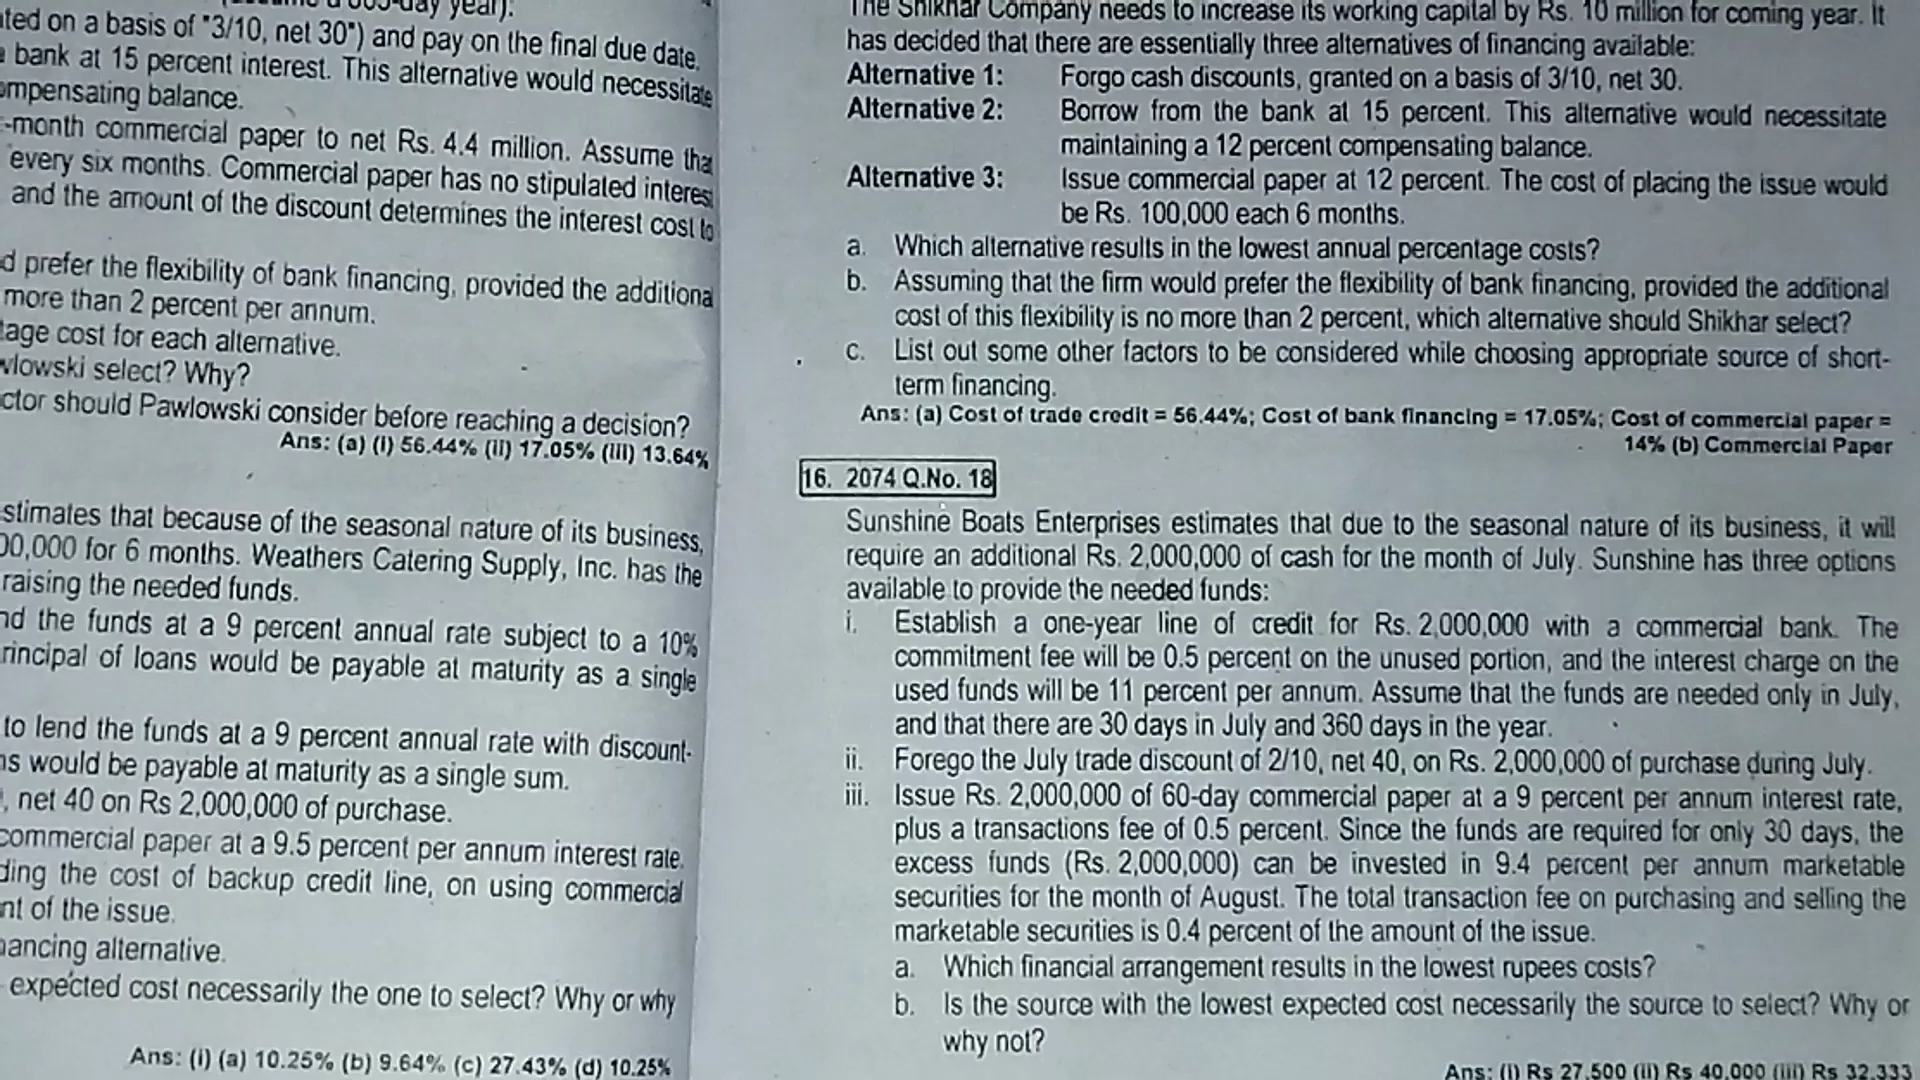 ted on a basis of "3/10, net 30") and pay on the final due date.
bank at 15 percent interest. This alternative would necessitate
ompensating balance.
-month commercial paper to net Rs. 4.4 million. Assume that
every six months. Commercial paper has no stipulated interest
and the amount of the discount determines the interest cost to
d prefer the flexibility of bank financing, provided the additiona
more than 2 percent per annum.
tage cost for each alternative.
wlowski select? Why?
ctor should Pawlowski consider before reaching a decision?
Ans: (a) (i) 56.44% (ii) 17.05% (iii) 13.64%
stimates that because of the seasonal nature of its business,
00,000 for 6 months. Weathers Catering Supply, Inc. has the
raising the needed funds.
nd the funds at a 9 percent annual rate subject to a 10%
rincipal of loans would be payable at maturity as a single
to lend the funds at a 9 percent annual rate with discount-
ns would be payable at maturity as a single sum.
, net 40 on Rs 2,000,000 of purchase.
commercial paper at a 9.5 percent per annum interest rate.
ding the cost of backup credit line, on using commercial
nt of the issue.
nancing alternative.
expected cost necessarily the one to select? Why or why
Ans: (i) (a) 10.25% (b) 9.64% (c) 27.43% (d) 10.25%
The Shikhar Company needs to increase its working capital by Rs. 10 million for coming year. It
has decided that there are essentially three alternatives of financing available:
Alternative 1: Forgo cash discounts, granted on a basis of 3/10, net 30.
Alternative 2: Borrow from the bank at 15 percent. This alternative would necessitate
maintaining a 12 percent compensating balance.
Alternative 3: Issue commercial paper at 12 percent. The cost of placing the issue would
be Rs. 100,000 each 6 months.
a. Which alternative results in the lowest annual percentage costs?
b. Assuming that the firm would prefer the flexibility of bank financing, provided the additional
cost of this flexibility is no more than 2 percent, which alternative should Shikhar select?
c. List out some other factors to be considered while choosing appropriate source of short-
term financing.
Ans: (a) Cost of trade credit = 56.44%; Cost of bank financing = 17.05%; Cost of commercial paper =
14% (b) Commercial Paper
16. 2074 Q.No. 18
Sunshine Boats Enterprises estimates that due to the seasonal nature of its business, it will
require an additional Rs. 2,000,000 of cash for the month of July. Sunshine has three options
available to provide the needed funds:
i. Establish a one-year line of credit for Rs. 2,000,000 with a commercial bank. The
commitment fee will be 0.5 percent on the unused portion, and the interest charge on the
used funds will be 11 percent per annum. Assume that the funds are needed only in July,
and that there are 30 days in July and 360 days in the year.
ii. Forego the July trade discount of 2/10, net 40, on Rs. 2,000,000 of purchase during July.
iii. Issue Rs. 2,000,000 of 60-day commercial paper at a 9 percent per annum interest rate,
plus a transactions fee of 0.5 percent. Since the funds are required for only 30 days, the
excess funds (Rs. 2,000,000) can be invested in 9.4 percent per annum marketable
securities for the month of August. The total transaction fee on purchasing and selling the
marketable securities is 0.4 percent of the amount of the issue.
a. Which financial arrangement results in the lowest rupees costs?
b. Is the source with the lowest expected cost necessarily the source to select? Why or
why not?
Ans: (i) Rs 27,500 (ii) Rs 40,000 (iii) Rs 32,333